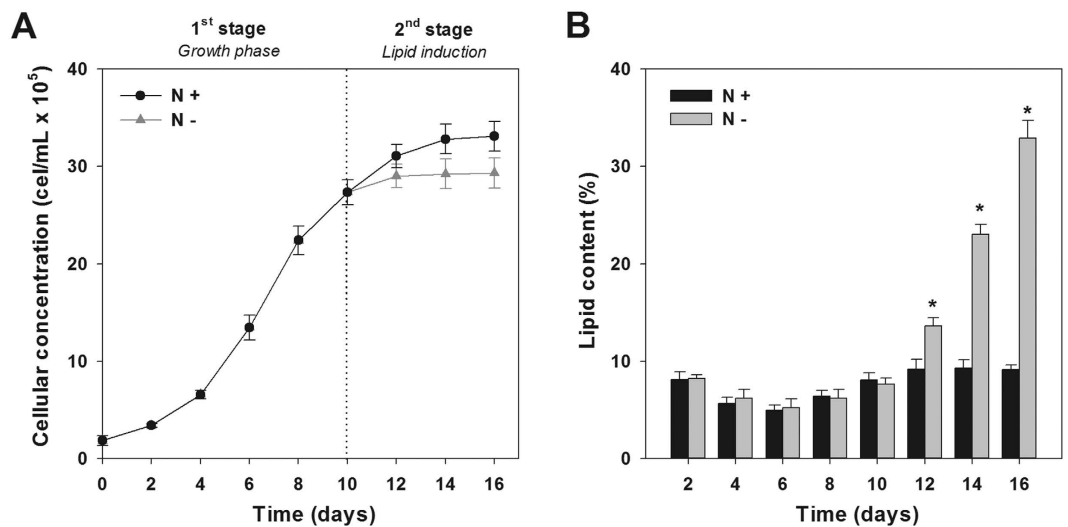 A
1st stage
Growth phase
2nd stage
Lipid induction
Cellular concentration (cel/mL x 10⁵)
40
30
20
10
0
N +
N -
0 2 4 6 8 10 12 14 16
Time (days)
B
Lipid content (%)
40
30
20
10
0
N +
N -
*
*
*
2 4 6 8 10 12 14 16
Time (days)